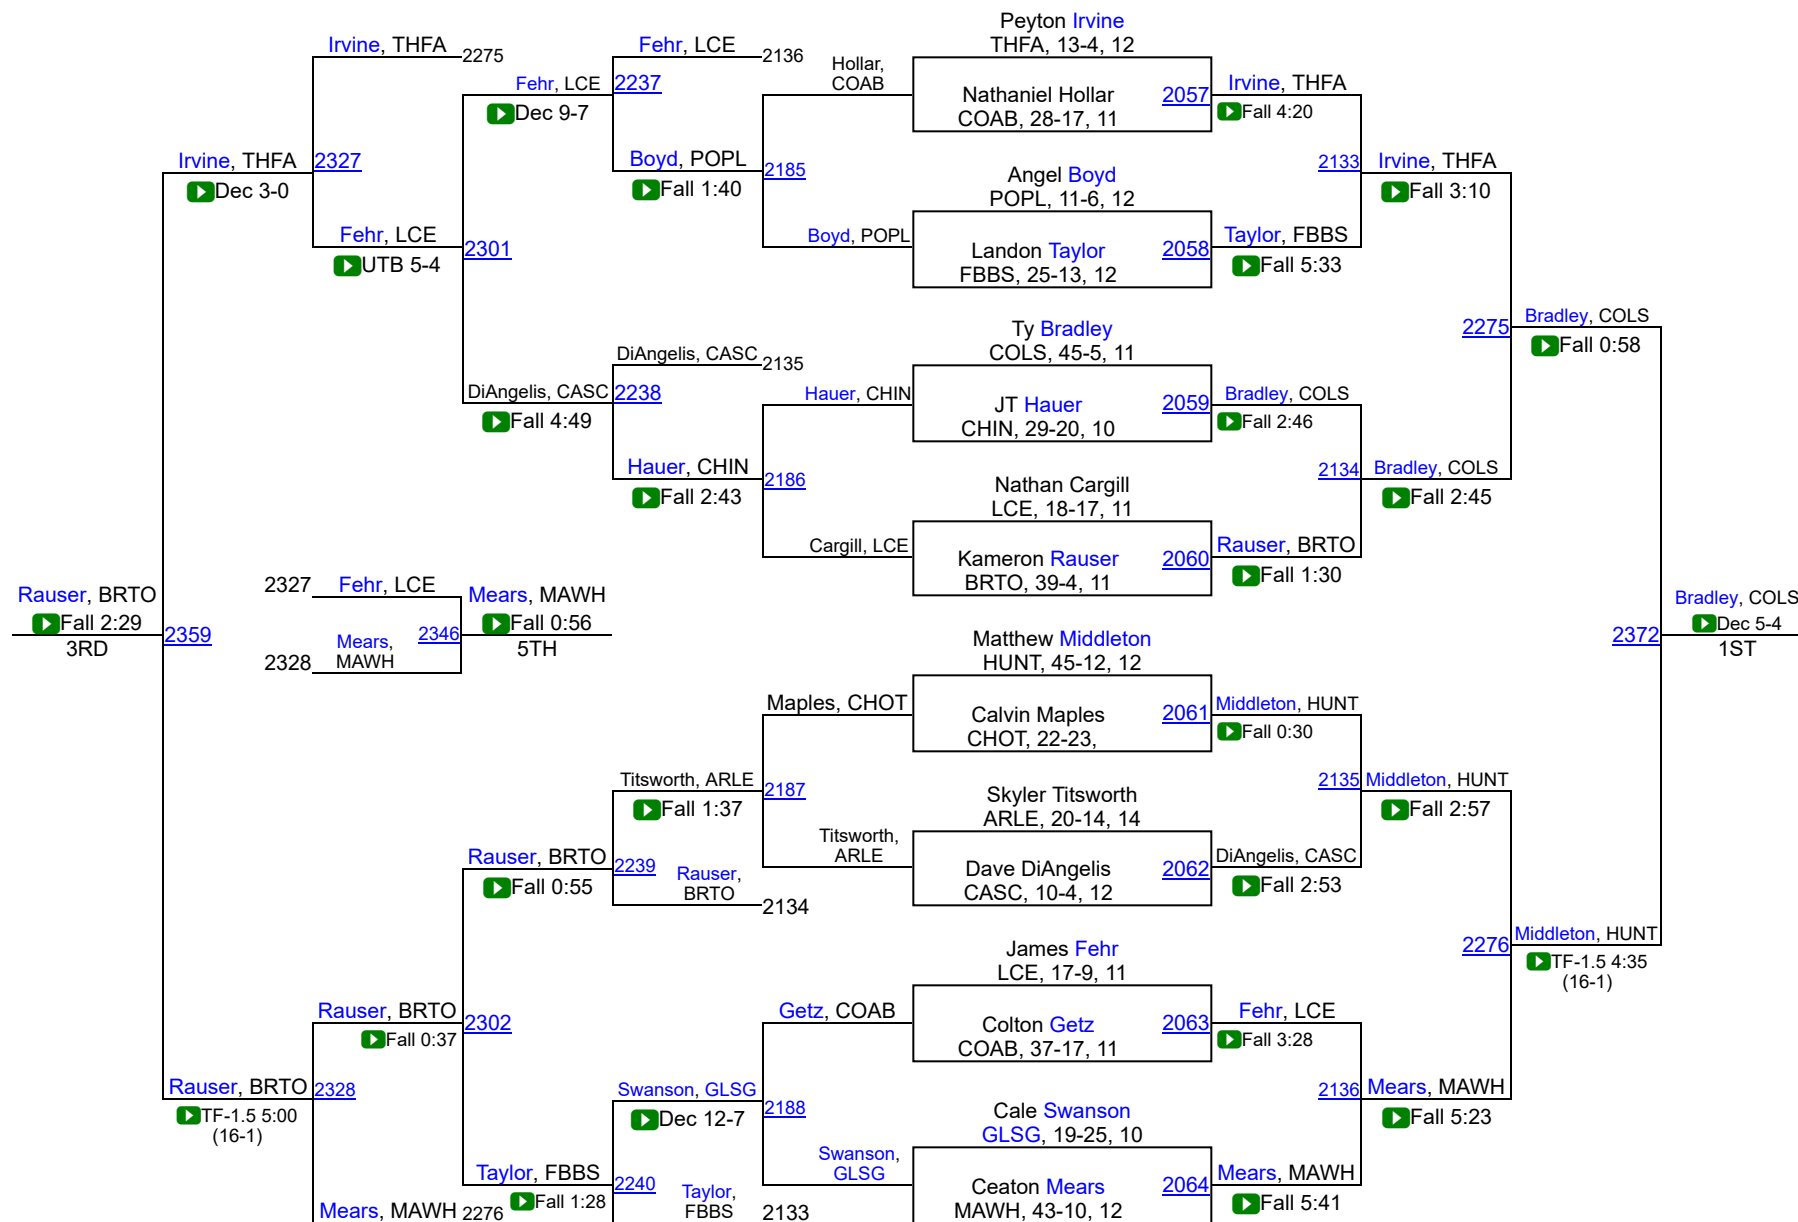 Peyton Irvine
THFA, 13-4, 12
Irvine, THFA
2275
Fehr, LCE
2136
Hollar,
COAB
Fehr, LCE
2237
Dec 9-7
Nathaniel Hollar
COAB, 28-17, 11
2057
Irvine, THFA
Fall 4:20
Irvine, THFA
Dec 3-0
2327
Boyd, POPL
Fall 1:40
2185
Angel Boyd
POPL, 11-6, 12
2133
Irvine, THFA
Fall 3:10
Fehr, LCE
UTB 5-4
2301
Boyd, POPL
Landon Taylor
FBBS, 25-13, 12
2058
Taylor, FBBS
Fall 5:33
Ty Bradley
COLS, 45-5, 11
2275
Bradley, COLS
Fall 0:58
DiAngelis, CASC
2135
DiAngelis, CASC
Fall 4:49
2238
Hauer, CHIN
JT Hauer
CHIN, 29-20, 10
2059
Bradley, COLS
Fall 2:46
Hauer, CHIN
Fall 2:43
2186
Nathan Cargill
LCE, 18-17, 11
2134
Bradley, COLS
Fall 2:45
Cargill, LCE
Kameron Rauser
BRTO, 39-4, 11
2060
Rauser, BRTO
Fall 1:30
Rauser, BRTO
Fall 2:29
3RD
2359
2327
Fehr, LCE
Mears,
MAWH
2328
2346
Mears, MAWH
Fall 0:56
5TH
Matthew Middleton
HUNT, 45-12, 12
2372
Bradley, COLS
Dec 5-4
1ST
Maples, CHOT
Calvin Maples
CHOT, 22-23,
2061
Middleton, HUNT
Fall 0:30
Titsworth, ARLE
Fall 1:37
2187
Skyler Titsworth
ARLE, 20-14, 14
2135
Middleton, HUNT
Fall 2:57
Titsworth,
ARLE
Rauser, BRTO
Fall 0:55
2239
Rauser,
BRTO
2134
Dave DiAngelis
CASC, 10-4, 12
2062
DiAngelis, CASC
Fall 2:53
James Fehr
LCE, 17-9, 11
2276
Middleton, HUNT
TF-1.5 4:35
(16-1)
Rauser, BRTO
Fall 0:37
2302
Getz, COAB
Colton Getz
COAB, 37-17, 11
2063
Fehr, LCE
Fall 3:28
Rauser, BRTO
TF-1.5 5:00
(16-1)
2328
Swanson, GLSG
Dec 12-7
2188
Cale Swanson
GLSG, 19-25, 10
2136
Mears, MAWH
Fall 5:23
Swanson,
GLSG
Taylor, FBBS
Fall 1:28
2240
Taylor,
FBBS
2133
Ceaton Mears
MAWH, 43-10, 12
2064
Mears, MAWH
Fall 5:41
Mears, MAWH
2276